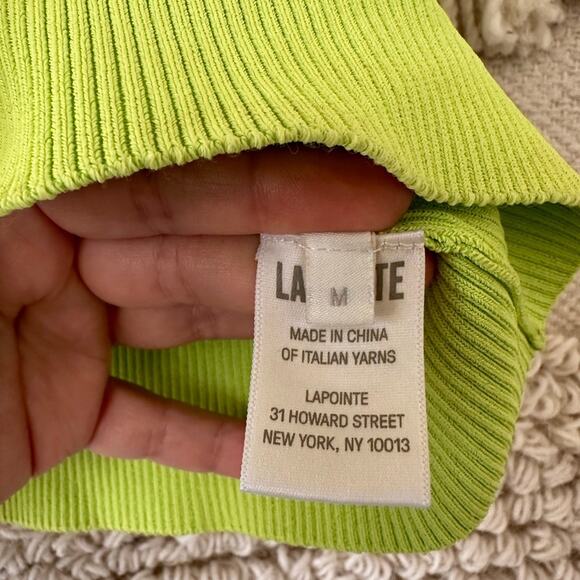 LA TE
M
MADE IN CHINA
OF ITALIAN YARNS
LAPOINTE
31 HOWARD STREET
NEW YORK, NY 10013